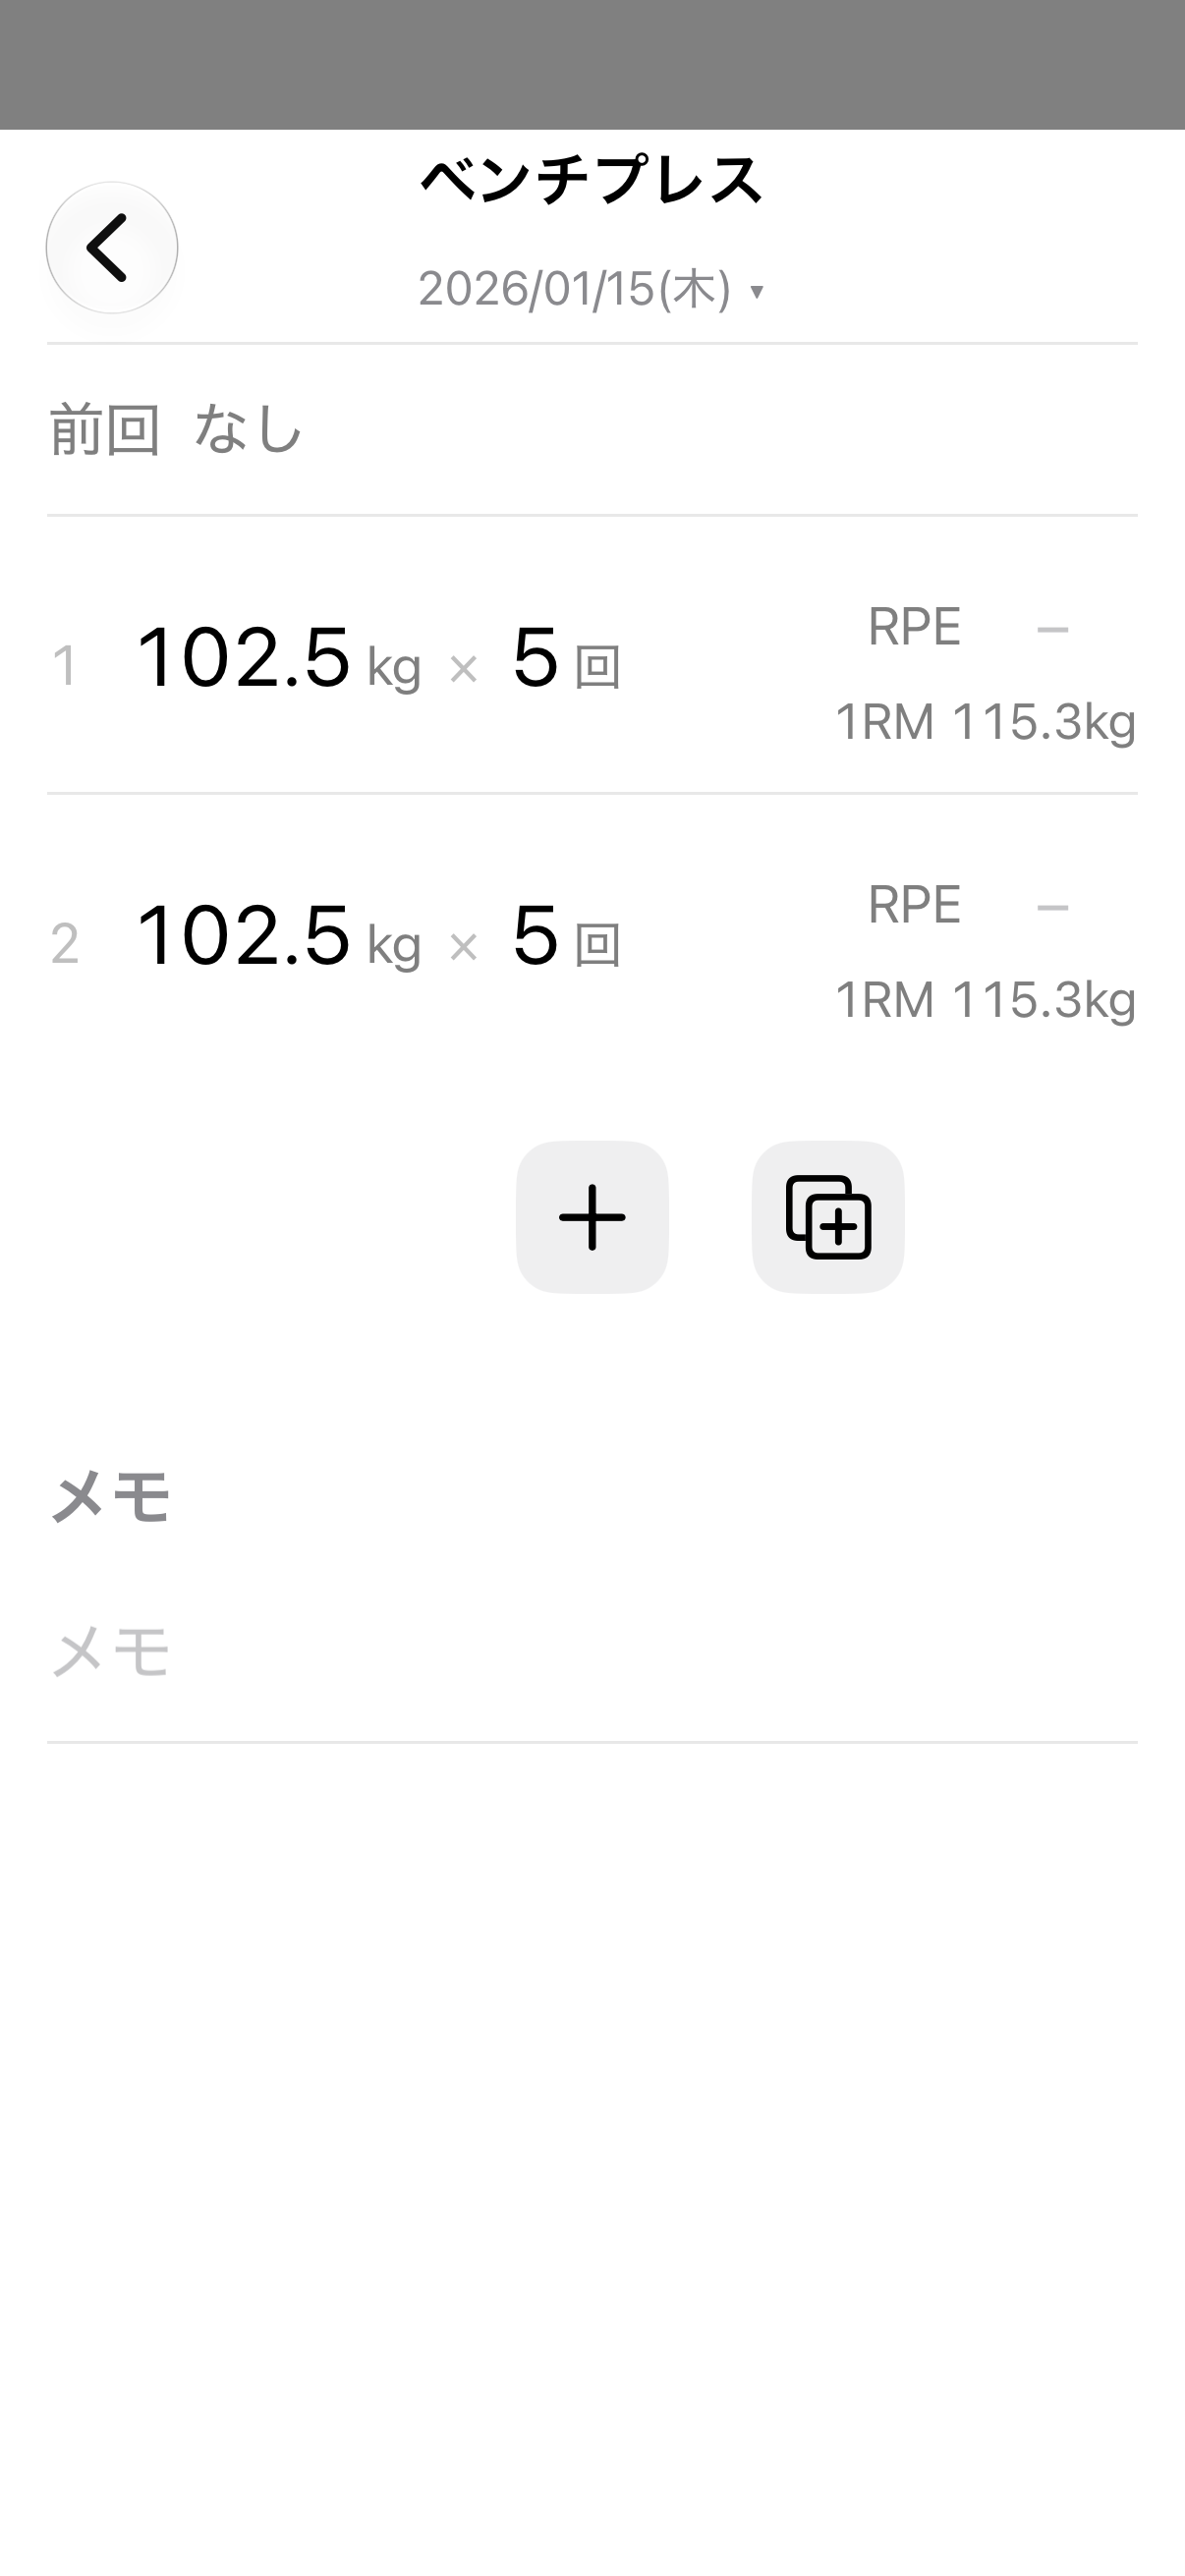 ベンチプレス
2026/01/15(木) ▼
前回 なし
1 102.5 kg × 5 回 RPE –
1RM 115.3kg
2 102.5 kg × 5 回 RPE –
1RM 115.3kg
メモ
メモ